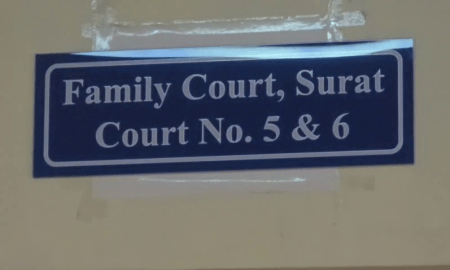 Family Court, Surat
Court No. 5 & 6